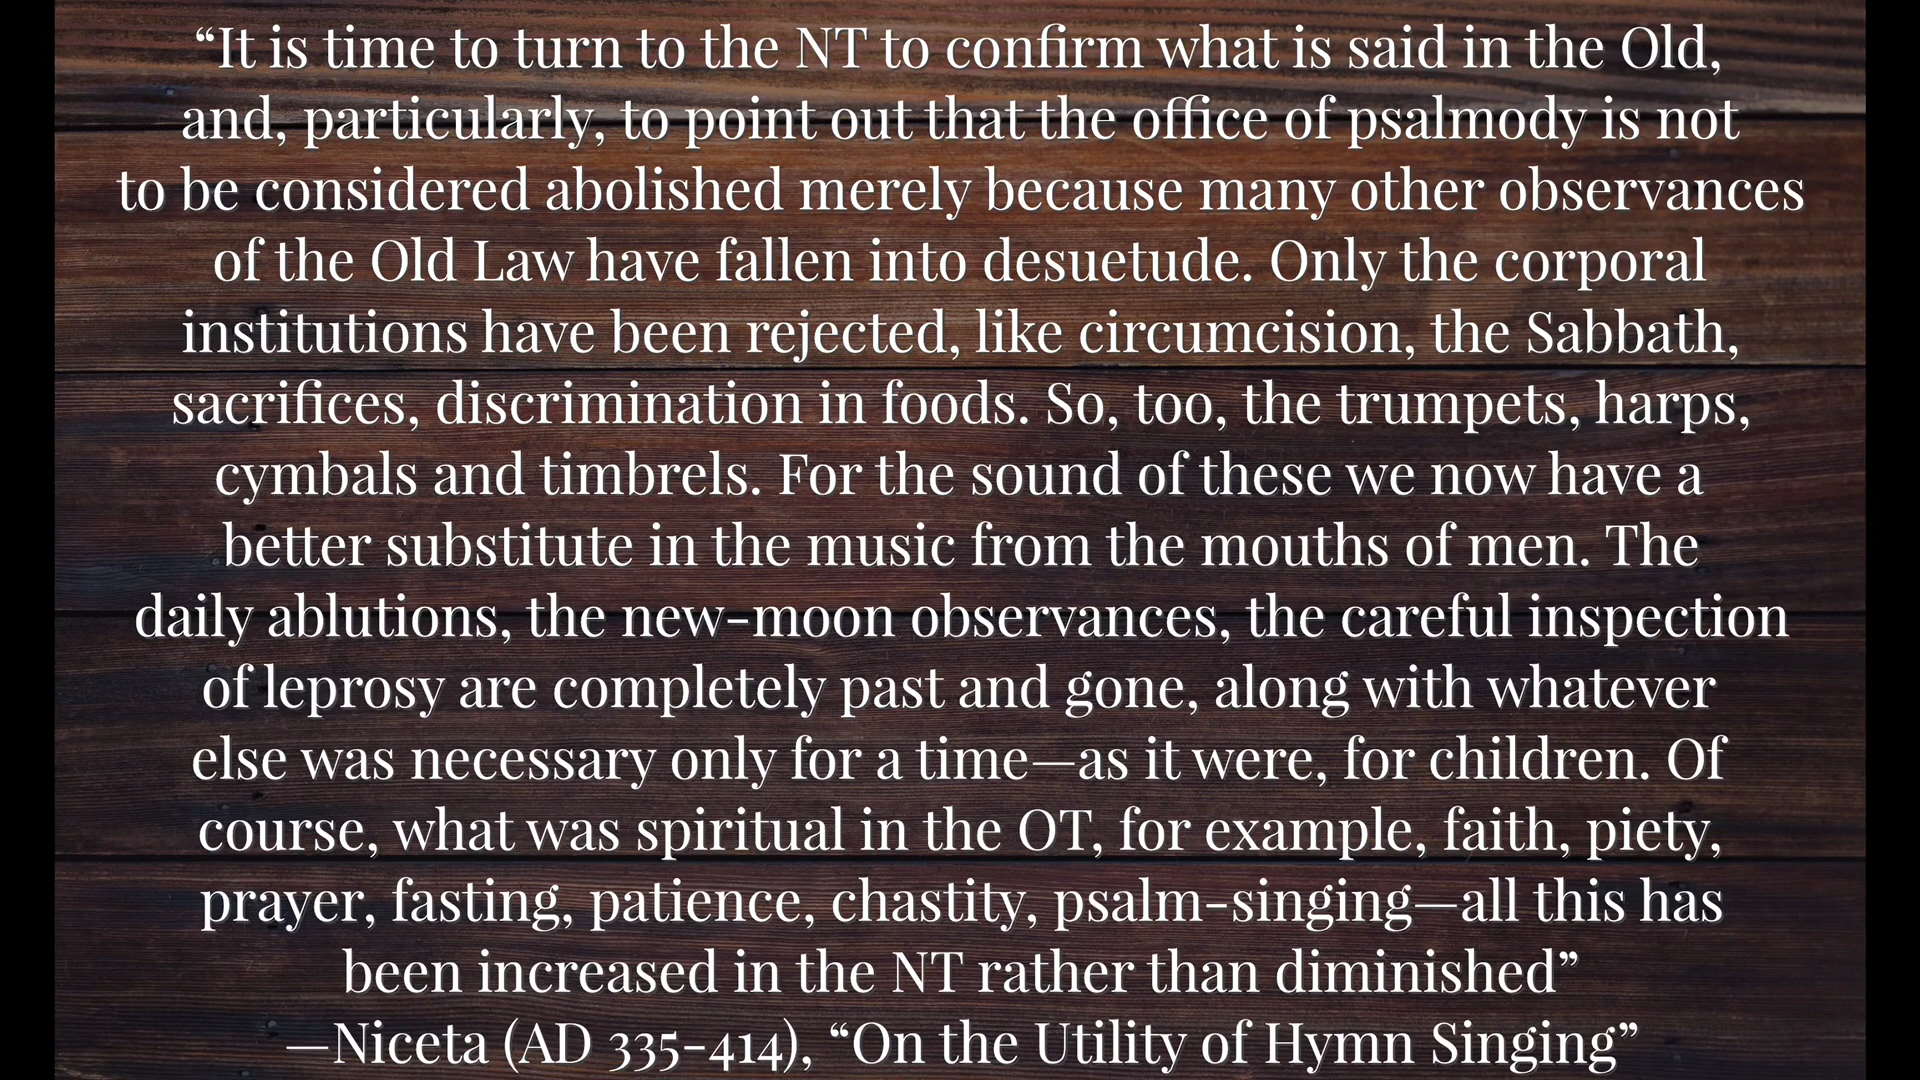 “It is time to turn to the NT to confirm what is said in the Old,
and, particularly, to point out that the office of psalmody is not
to be considered abolished merely because many other observances
of the Old Law have fallen into desuetude. Only the corporal
institutions have been rejected, like circumcision, the Sabbath,
sacrifices, discrimination in foods. So, too, the trumpets, harps,
cymbals and timbrels. For the sound of these we now have a
better substitute in the music from the mouths of men. The
daily ablutions, the new-moon observances, the careful inspection
of leprosy are completely past and gone, along with whatever
else was necessary only for a time—as it were, for children. Of
course, what was spiritual in the OT, for example, faith, piety,
prayer, fasting, patience, chastity, psalm-singing—all this has
been increased in the NT rather than diminished”
—Niceta (AD 335-414), “On the Utility of Hymn Singing”